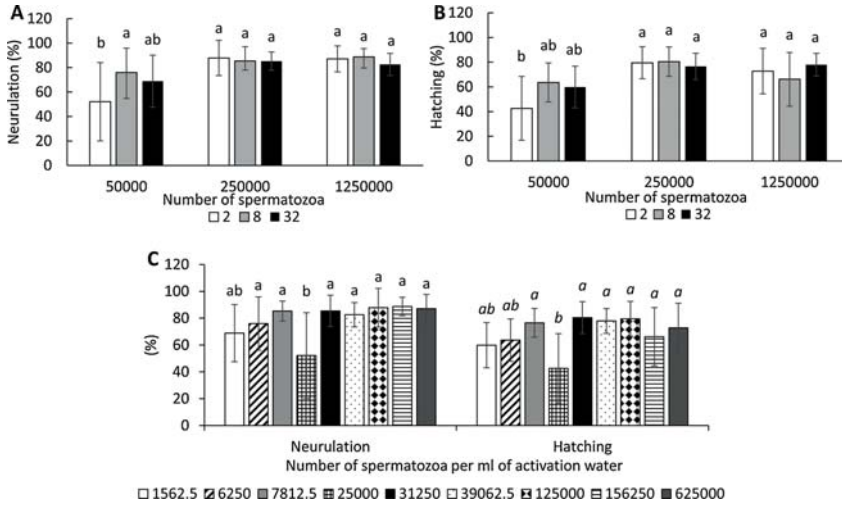 A
120
100
80
60
40
20
0
Neurulation (%)
b a ab a a a a a a
50000 250000 1250000
Number of spermatozoa
2 8 32
B
120
100
80
60
40
20
0
Hatching (%)
b ab ab a a a a a a
50000 250000 1250000
Number of spermatozoa
2 8 32
C
120
100
80
60
40
20
0
(%)
ab a a b a a a a a ab ab a b a a a a a
Neurulation Hatching
Number of spermatozoa per ml of activation water
1562.5 6250 7812.5 25000 31250 39062.5 125000 156250 625000